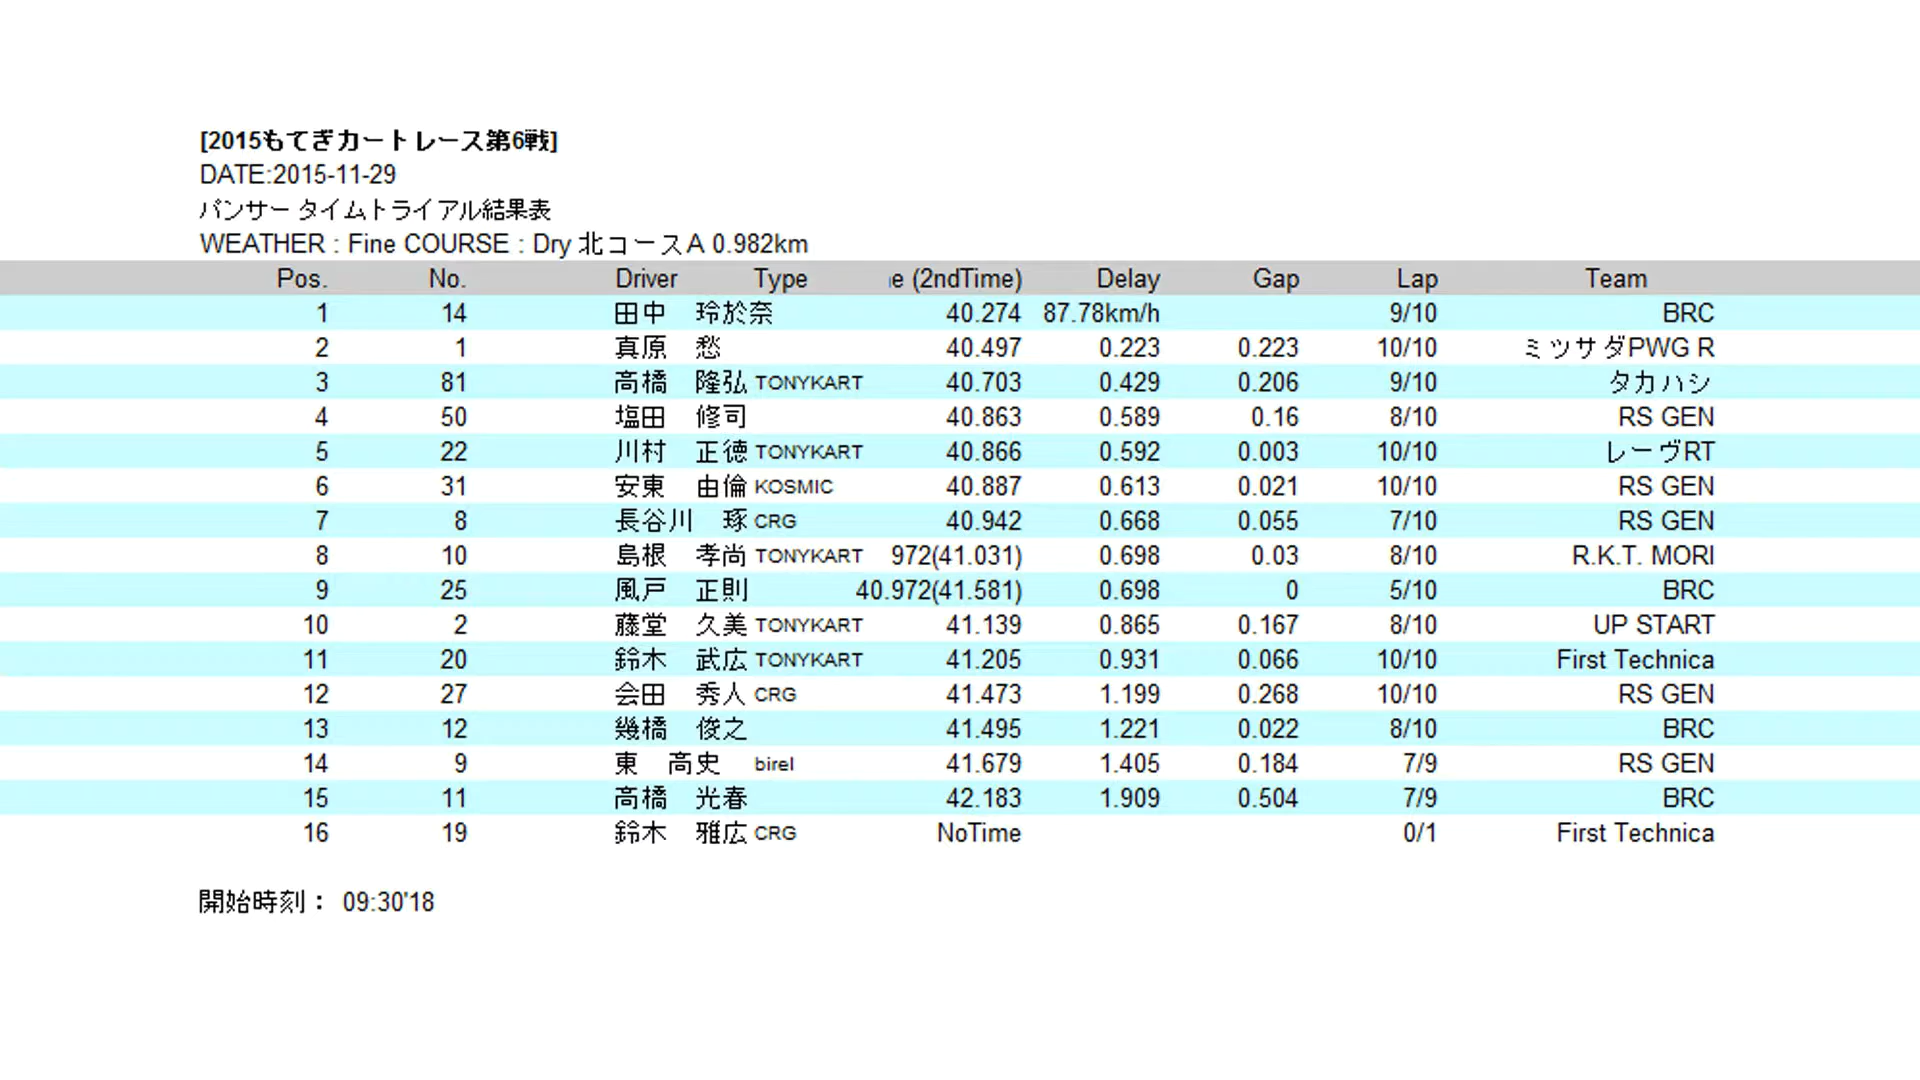 [2015もてぎカートレース第6戦]
DATE:2015-11-29
バンサー タイムトライアル結果表
WEATHER : Fine COURSE : Dry 北コースA 0.982km
Pos. No. Driver Type e (2ndTime) Delay Gap Lap Team
1 14 田中 玲於奈 40.274 87.78km/h 9/10 BRC
2 1 真原 愁 40.497 0.223 0.223 10/10 ミツサダPWG R
3 81 高橋 隆弘 TONYKART 40.703 0.429 0.206 9/10 タカハシ
4 50 塩田 修司 40.863 0.589 0.16 8/10 RS GEN
5 22 川村 正徳 TONYKART 40.866 0.592 0.003 10/10 レーヴRT
6 31 安東 由倫 KOSMIC 40.887 0.613 0.021 10/10 RS GEN
7 8 長谷川 琢 CRG 40.942 0.668 0.055 7/10 RS GEN
8 10 島根 孝尚 TONYKART 972(41.031) 0.698 0.03 8/10 R.K.T. MORI
9 25 風戸 正則 40.972(41.581) 0.698 0 5/10 BRC
10 2 藤堂 久美 TONYKART 41.139 0.865 0.167 8/10 UP START
11 20 鈴木 武広 TONYKART 41.205 0.931 0.066 10/10 First Technica
12 27 会田 秀人 CRG 41.473 1.199 0.268 10/10 RS GEN
13 12 幾橋 俊之 41.495 1.221 0.022 8/10 BRC
14 9 東 高史 birel 41.679 1.405 0.184 7/9 RS GEN
15 11 高橋 光春 42.183 1.909 0.504 7/9 BRC
16 19 鈴木 雅広 CRG NoTime 0/1 First Technica
開始時刻： 09:30'18